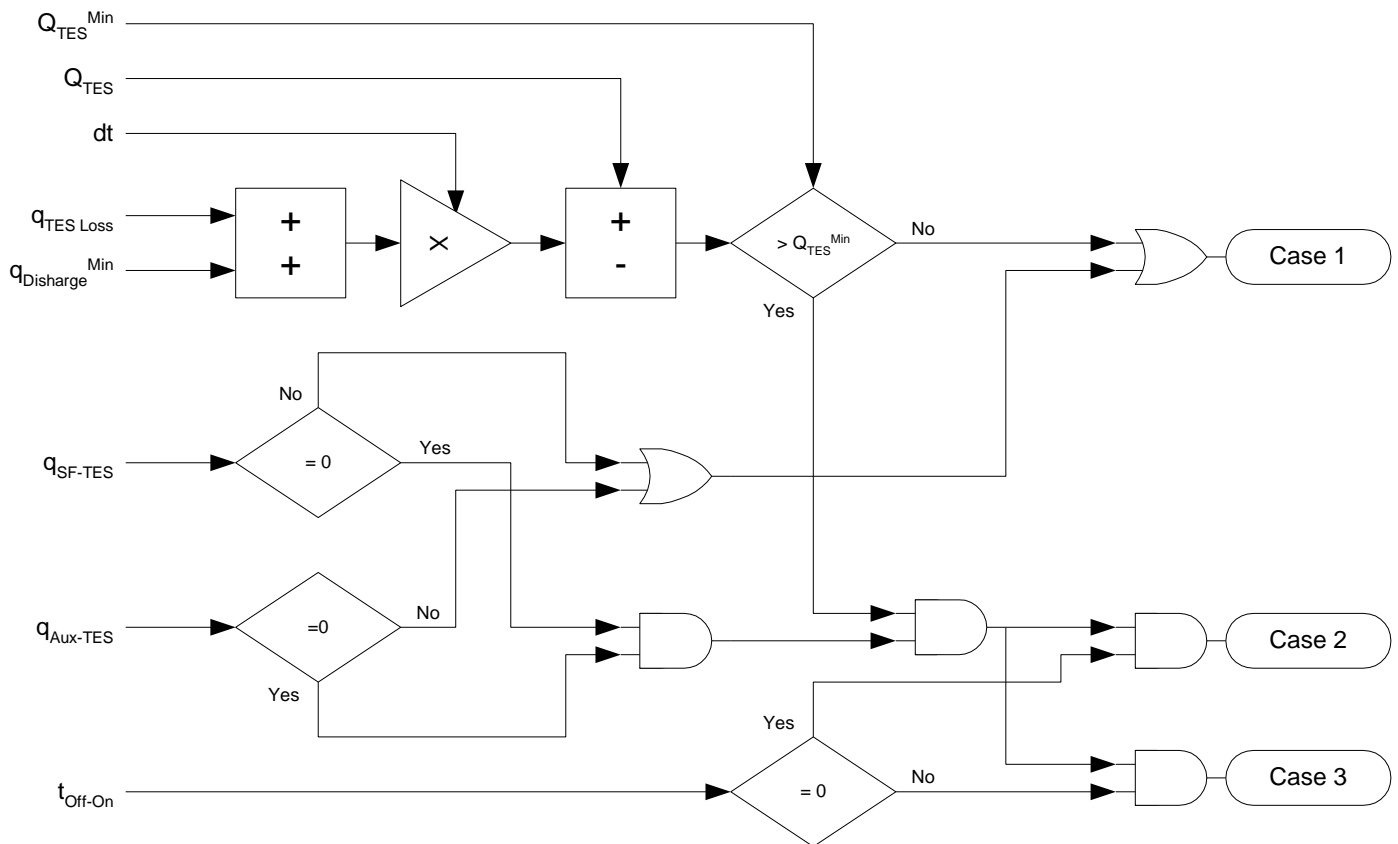 Q_TES^Min
Q_TES
dt
q_TES Loss
q_Disharge^Min
+
+
X
+
-
> Q_TES^Min
No
Yes
Case 1
No
q_SF-TES
= 0
Yes
q_Aux-TES
=0
No
Yes
Case 2
Yes
t_Off-On
= 0
No
Case 3